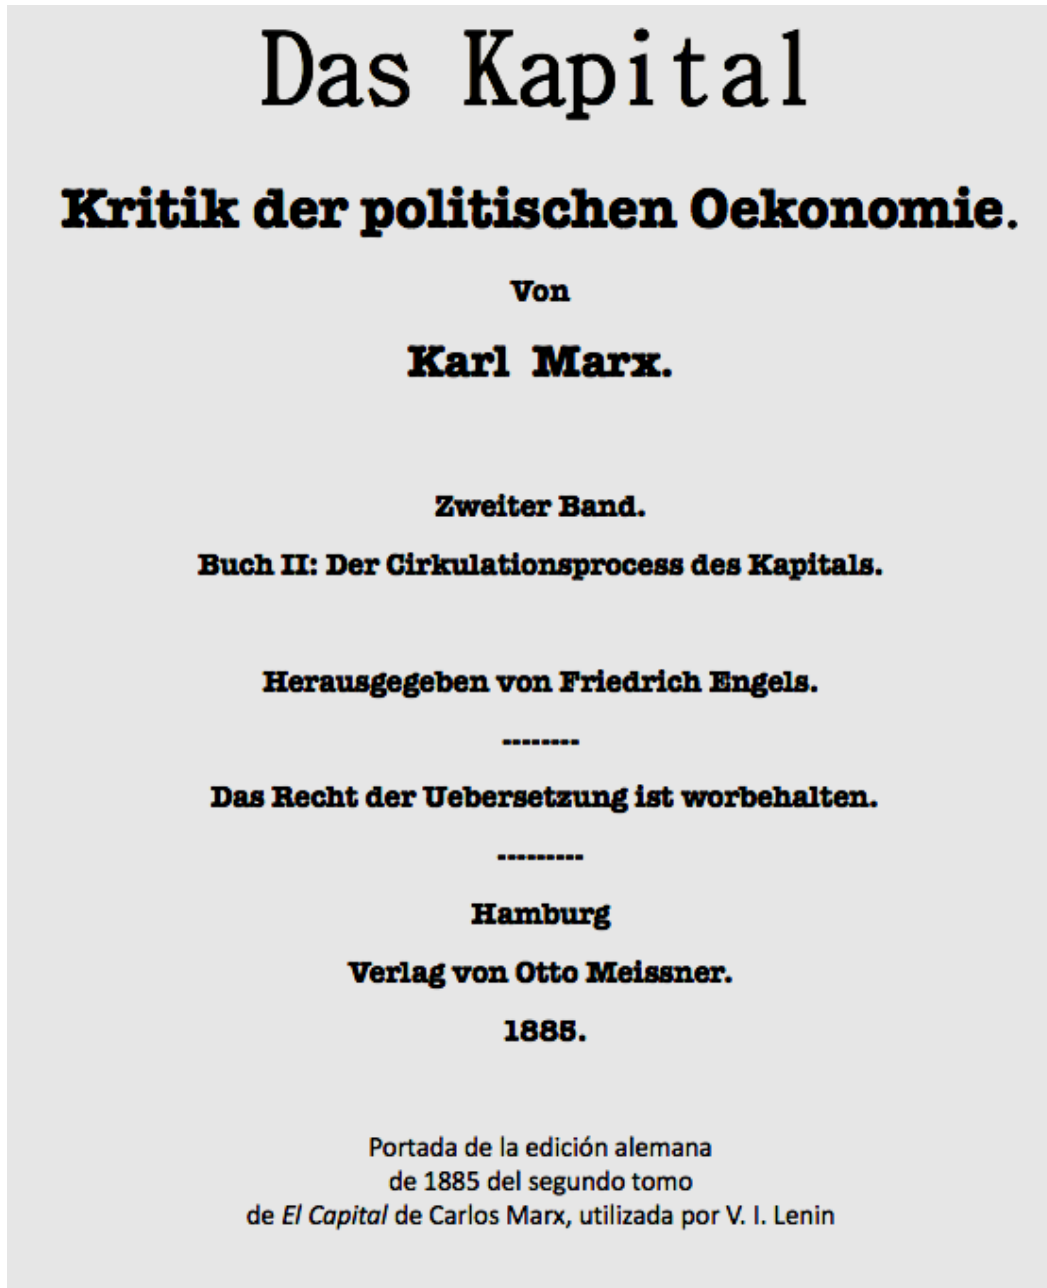 Das Kapital
Kritik der politischen Oekonomie.
Von
Karl Marx.
Zweiter Band.
Buch II: Der Cirkulationsprocess des Kapitals.
Herausgegeben von Friedrich Engels.
--------
Das Recht der Uebersetzung ist worbehalten.
---------
Hamburg
Verlag von Otto Meissner.
1885.
Portada de la edición alemana
de 1885 del segundo tomo
de El Capital de Carlos Marx, utilizada por V. I. Lenin